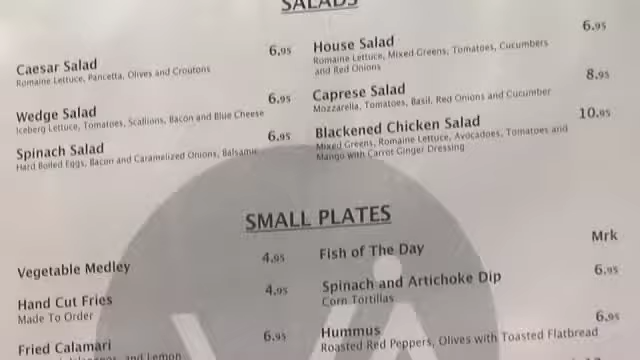 SALADS
Caesar Salad 6.95
Romaine Lettuce, Pancetta, Olives and Croutons
Wedge Salad 6.95
Iceberg Lettuce, Tomatoes, Scallions, Bacon and Blue Cheese
Spinach Salad 6.95
Hard Boiled Eggs, Bacon and Caramelized Onions, Balsamic
House Salad 6.95
Romaine Lettuce, Mixed Greens, Tomatoes, Cucumbers
and Red Onions
Caprese Salad 8.95
Mozzarella, Tomatoes, Basil, Red Onions and Cucumber
Blackened Chicken Salad 10.95
Mixed Greens, Romaine Lettuce, Avocadoes, Tomatoes and
Mango with Carrot Ginger Dressing
SMALL PLATES
Vegetable Medley 4.95
Hand Cut Fries 4.95
Made To Order
Fried Calamari 6.95
and Lemon
Fish of The Day Mrk
Spinach and Artichoke Dip 6.95
Corn Tortillas
Hummus 6.95
Roasted Red Peppers, Olives with Toasted Flatbread